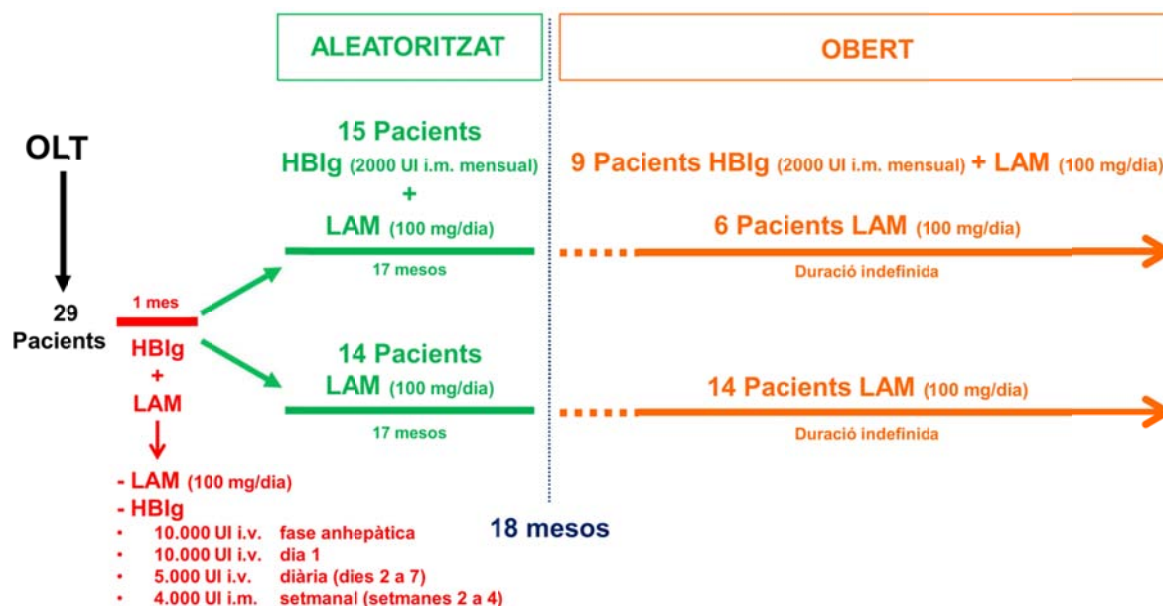 ALEATORITZAT
OBERT
OLT
29
Pacients
1 mes
HBIg
+
LAM
- LAM (100 mg/dia)
- HBIg
• 10.000 UI i.v. fase anhepàtica
• 10.000 UI i.v. dia 1
• 5.000 UI i.v. diària (dies 2 a 7)
• 4.000 UI i.m. setmanal (setmanes 2 a 4)
15 Pacients
HBIg (2000 UI i.m. mensual)
+
LAM (100 mg/dia)
17 mesos
14 Pacients
LAM (100 mg/dia)
17 mesos
18 mesos
9 Pacients HBIg (2000 UI i.m. mensual) + LAM (100 mg/dia)
6 Pacients LAM (100 mg/dia)
Duració indefinida
14 Pacients LAM (100 mg/dia)
Duració indefinida